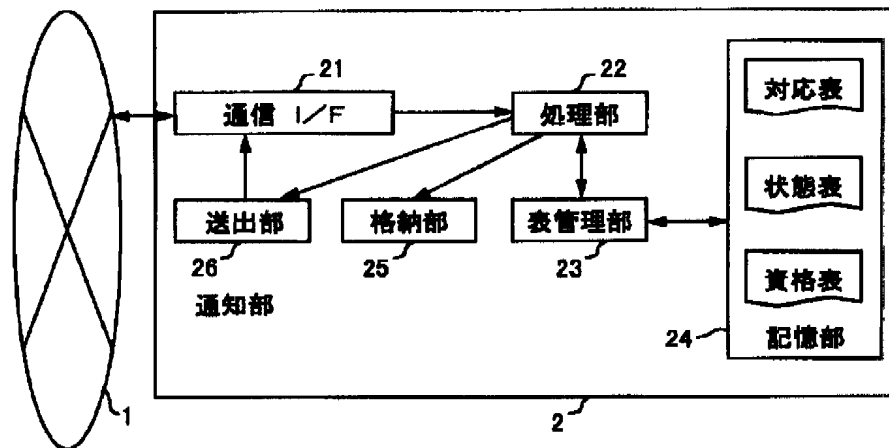 21
通信 I／F
22
処理部
対応表
状態表
資格表
送出部
26
格納部
25
表管理部
23
通知部
24
記憶部
1
2